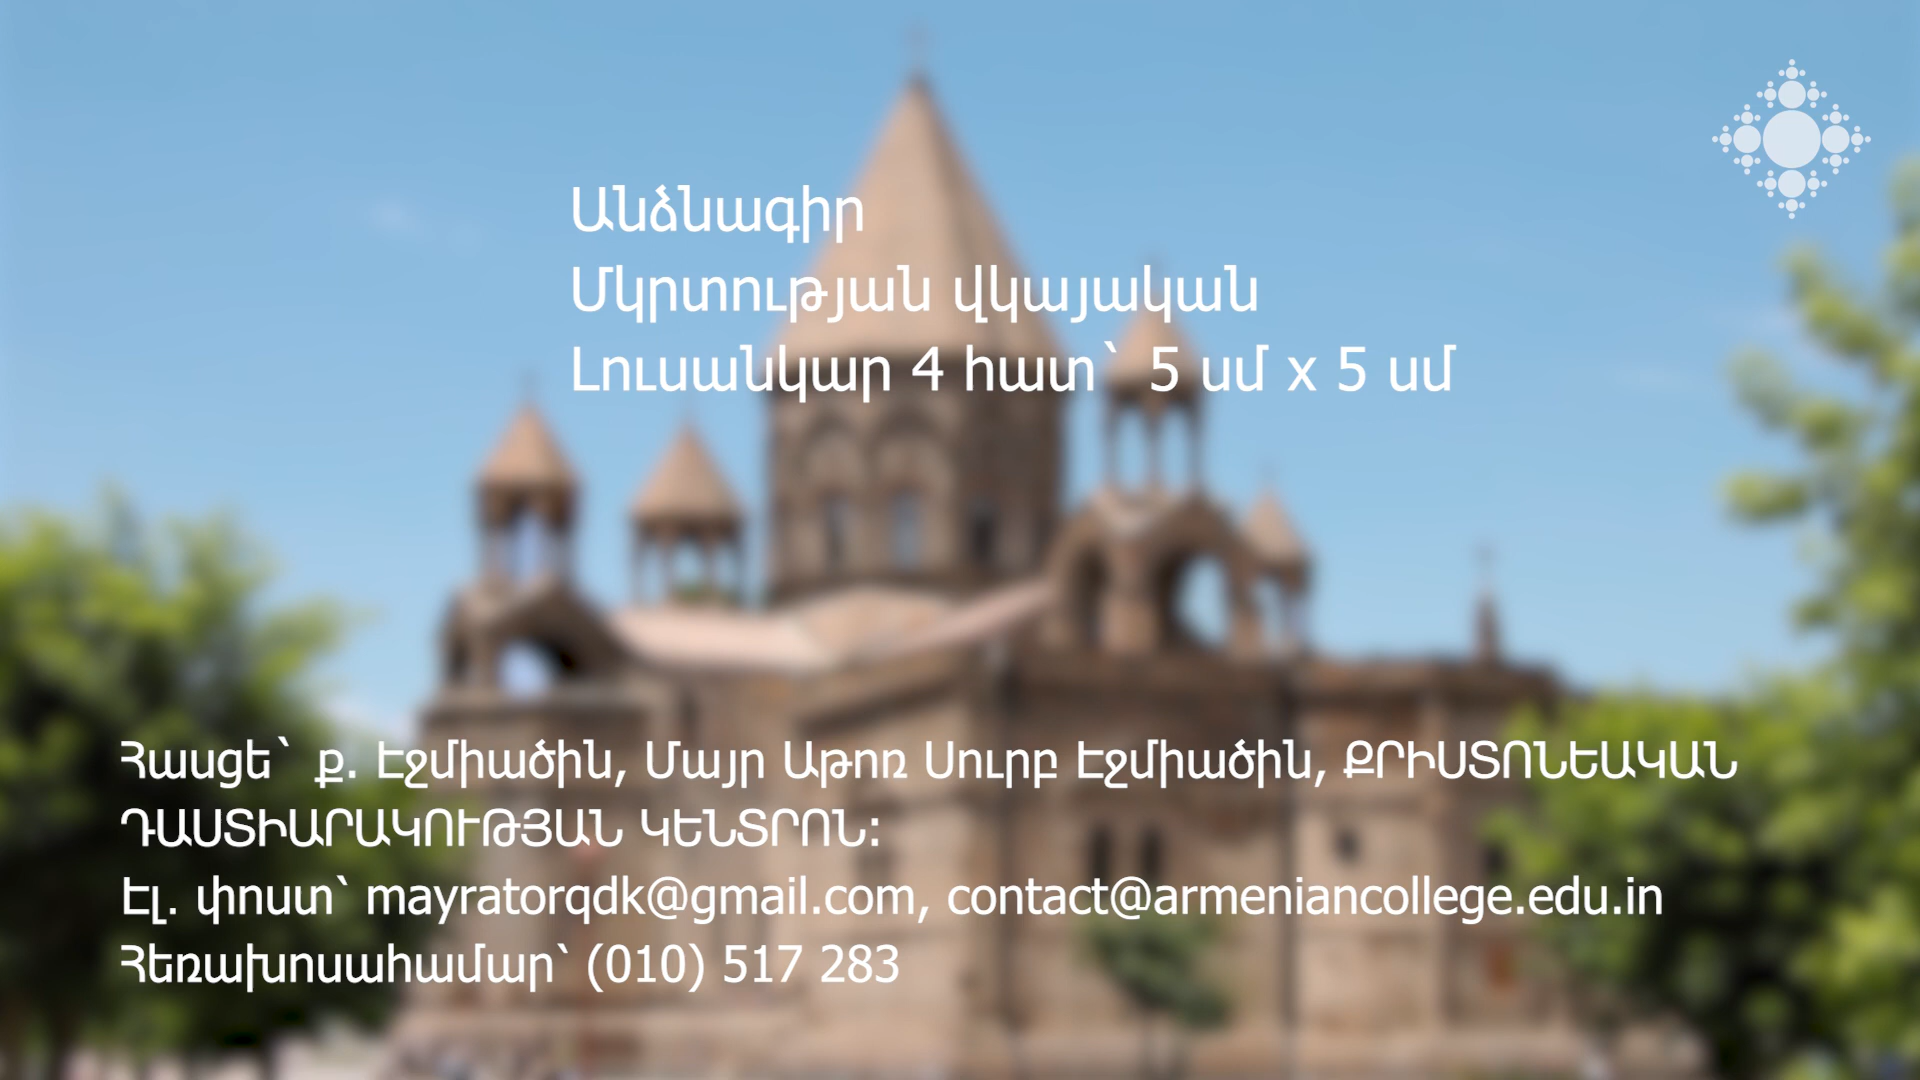 Անձնագիր
Մկրտության վկայական
Լուսանկար 4 հատ` 5 սմ x 5 սմ
Հասցե` ք. Էջմիածին, Մայր Աթոռ Սուրբ Էջմիածին, ՔՐԻՍՏՈՆԵԱԿԱՆ
ԴԱՍՏԻԱՐԱԿՈՒԹՅԱՆ ԿԵՆՏՐՈՆ:
Էլ. փոստ` mayratorqdk@gmail.com, contact@armeniancollege.edu.in
Հեռախոսահամար` (010) 517 283